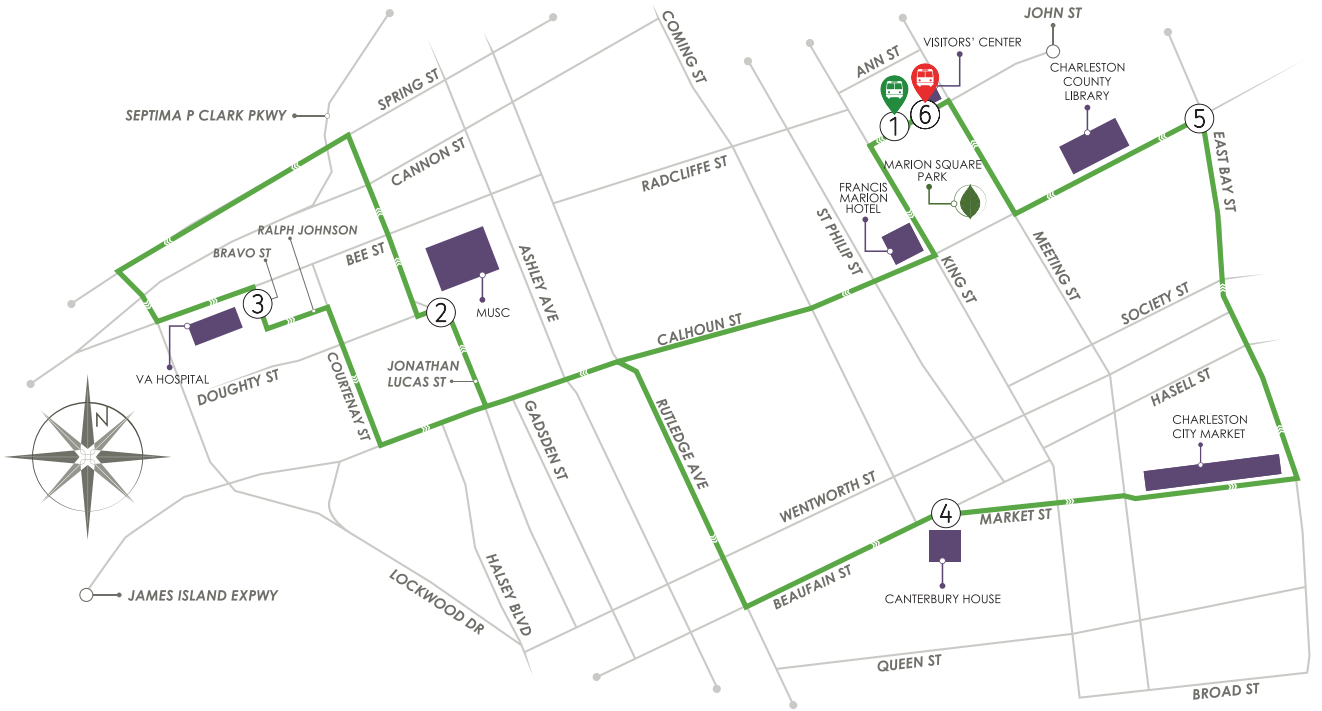 JOHN ST
VISITORS' CENTER
COMING ST
ANN ST
CHARLESTON
COUNTY
LIBRARY
SPRING ST
SEPTIMA P CLARK PKWY
1
6
5
CANNON ST
RADCLIFFE ST
MARION SQUARE
PARK
EAST BAY ST
FRANCIS
MARION
HOTEL
RALPH JOHNSON
BRAVO ST
BEE ST
ASHLEY AVE
ST PHILIP ST
KING ST
MEETING ST
3
2
MUSC
SOCIETY ST
CALHOUN ST
VA HOSPITAL
DOUGHTY ST
COURTENAY ST
JONATHAN
LUCAS ST
HASELL ST
N
GADSDEN ST
RUTLEDGE AVE
CHARLESTON
CITY MARKET
WENTWORTH ST
4
MARKET ST
BEAUFAIN ST
CANTERBURY HOUSE
JAMES ISLAND EXPWY
LOCKWOOD DR
HALSEY BLVD
QUEEN ST
BROAD ST